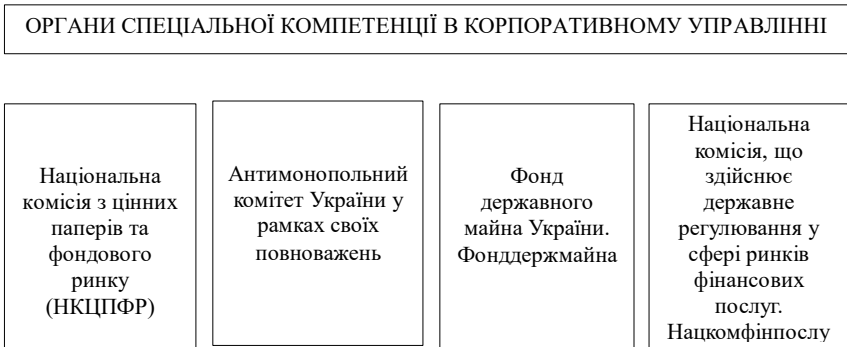 ОРГАНИ СПЕЦІАЛЬНОЇ КОМПЕТЕНЦІЇ В КОРПОРАТИВНОМУ УПРАВЛІННІ
Національна
комісія з цінних
паперів та
фондового
ринку
(НКЦПФР)
Антимонопольний
комітет України у
рамках своїх
повноважень
Фонд
державного
майна України.
Фонддержмайна
Національна
комісія, що
здійснює
державне
регулювання у
сфері ринків
фінансових
послуг.
Нацкомфінпослу